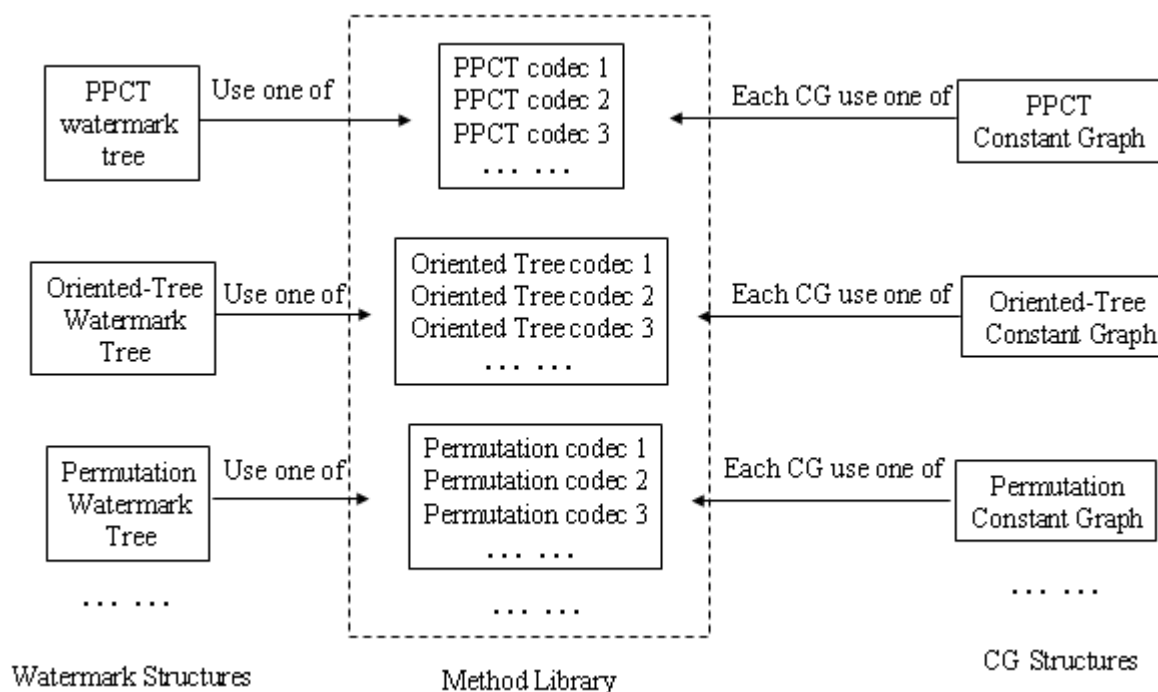 PPCT
watermark
tree
Use one of
PPCT codec 1
PPCT codec 2
PPCT codec 3
... ...
Each CG use one of
PPCT
Constant Graph
Oriented-Tree
Watermark
Tree
Use one of
Oriented Tree codec 1
Oriented Tree codec 2
Oriented Tree codec 3
... ...
Each CG use one of
Oriented-Tree
Constant Graph
Permutation
Watermark
Tree
Use one of
Permutation codec 1
Permutation codec 2
Permutation codec 3
... ...
Each CG use one of
Permutation
Constant Graph
... ...
... ...
... ...
Watermark Structures
Method Library
CG Structures